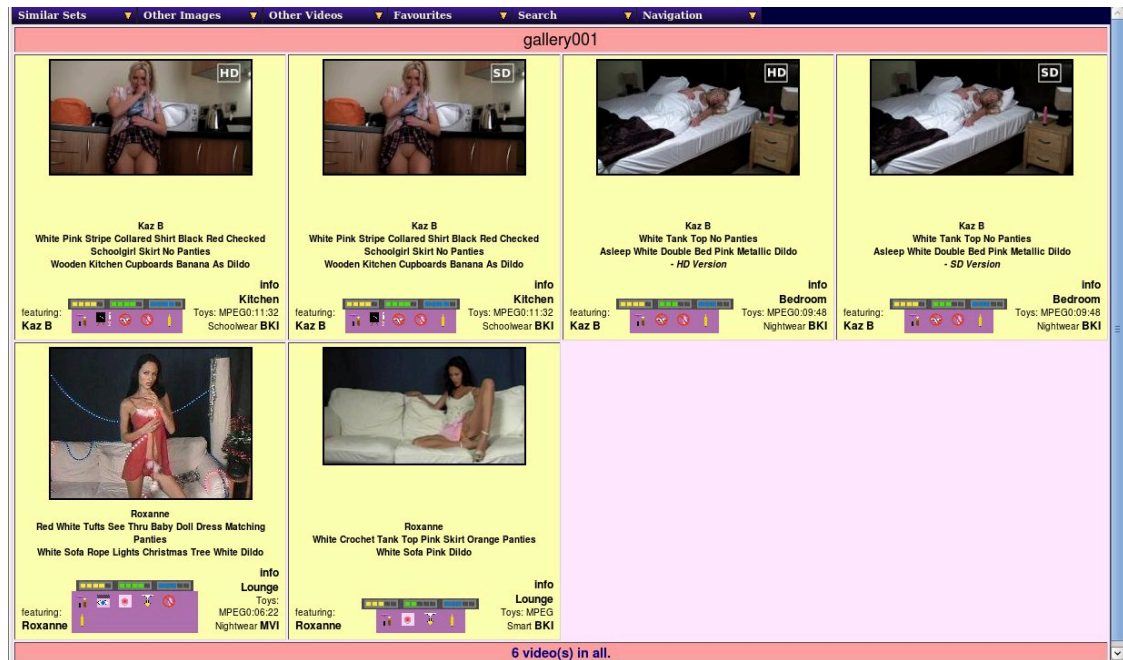 Similar Sets Other Images Other Videos Favourites Search Navigation
gallery001
HD
SD
HD
SD
Kaz B
White Pink Stripe Collared Shirt Black Red Checked
Schoolgirl Skirt No Panties
Wooden Kitchen Cupboards Banana As Dildo
info
Kitchen
featuring:
Toys: MPEG0:11:32
Kaz B
Schoolwear BKI
Kaz B
White Pink Stripe Collared Shirt Black Red Checked
Schoolgirl Skirt No Panties
Wooden Kitchen Cupboards Banana As Dildo
info
Kitchen
featuring:
Toys: MPEG0:11:32
Kaz B
Schoolwear BKI
Kaz B
White Tank Top No Panties
Asleep White Double Bed Pink Metallic Dildo
- HD Version
info
Bedroom
featuring:
Toys: MPEG0:09:48
Kaz B
Nightwear BKI
Kaz B
White Tank Top No Panties
Asleep White Double Bed Pink Metallic Dildo
- SD Version
info
Bedroom
featuring:
Toys: MPEG0:09:48
Kaz B
Nightwear BKI
Roxanne
Red White Tufts See Thru Baby Doll Dress Matching
Panties
White Sofa Rope Lights Christmas Tree White Dildo
info
Lounge
Toys:
featuring:
MPEG0:06:22
Roxanne
Nightwear MVI
Roxanne
White Crochet Tank Top Pink Skirt Orange Panties
White Sofa Pink Dildo
info
Lounge
featuring:
Toys: MPEG
Roxanne
Smart BKI
6 video(s) in all.